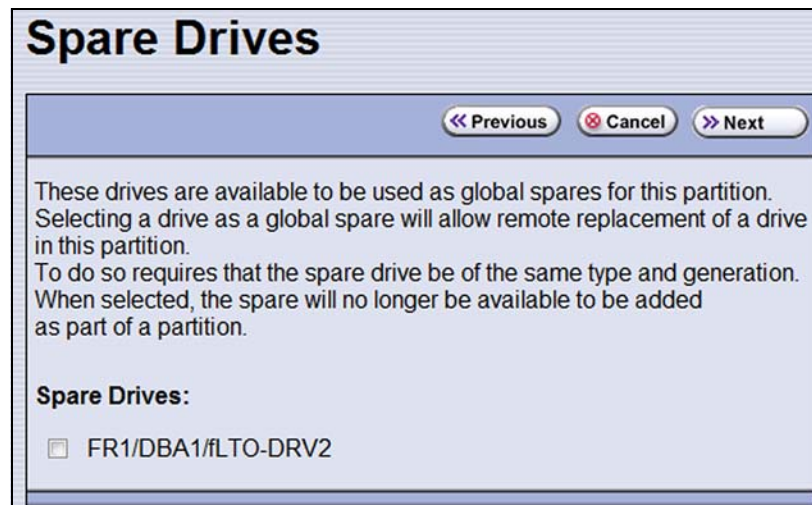 Spare Drives
Previous Cancel Next
These drives are available to be used as global spares for this partition.
Selecting a drive as a global spare will allow remote replacement of a drive
in this partition.
To do so requires that the spare drive be of the same type and generation.
When selected, the spare will no longer be available to be added
as part of a partition.
Spare Drives:
FR1/DBA1/fLTO-DRV2